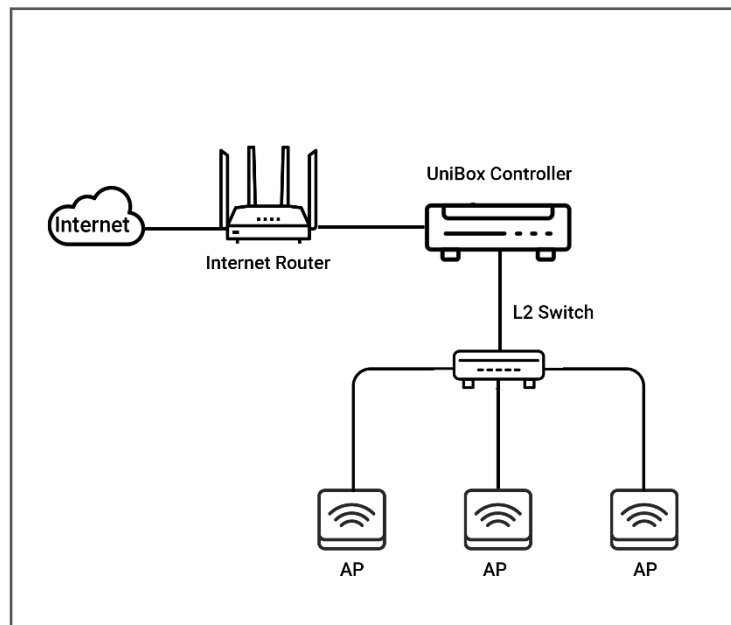 UniBox Controller
Internet
Internet Router
L2 Switch
AP
AP
AP